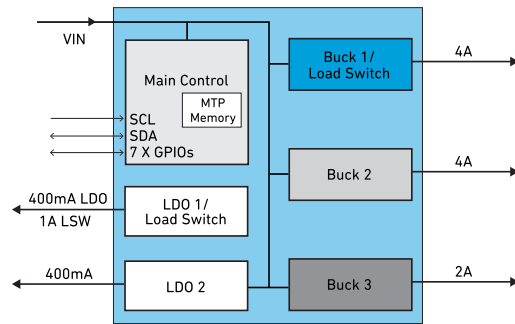 VIN
Main Control
MTP
Memory
SCL
SDA
7 X GPIOs
Buck 1/
Load Switch
4A
Buck 2
4A
400mA LDO
1A LSW
LDO 1/
Load Switch
400mA
LDO 2
Buck 3
2A